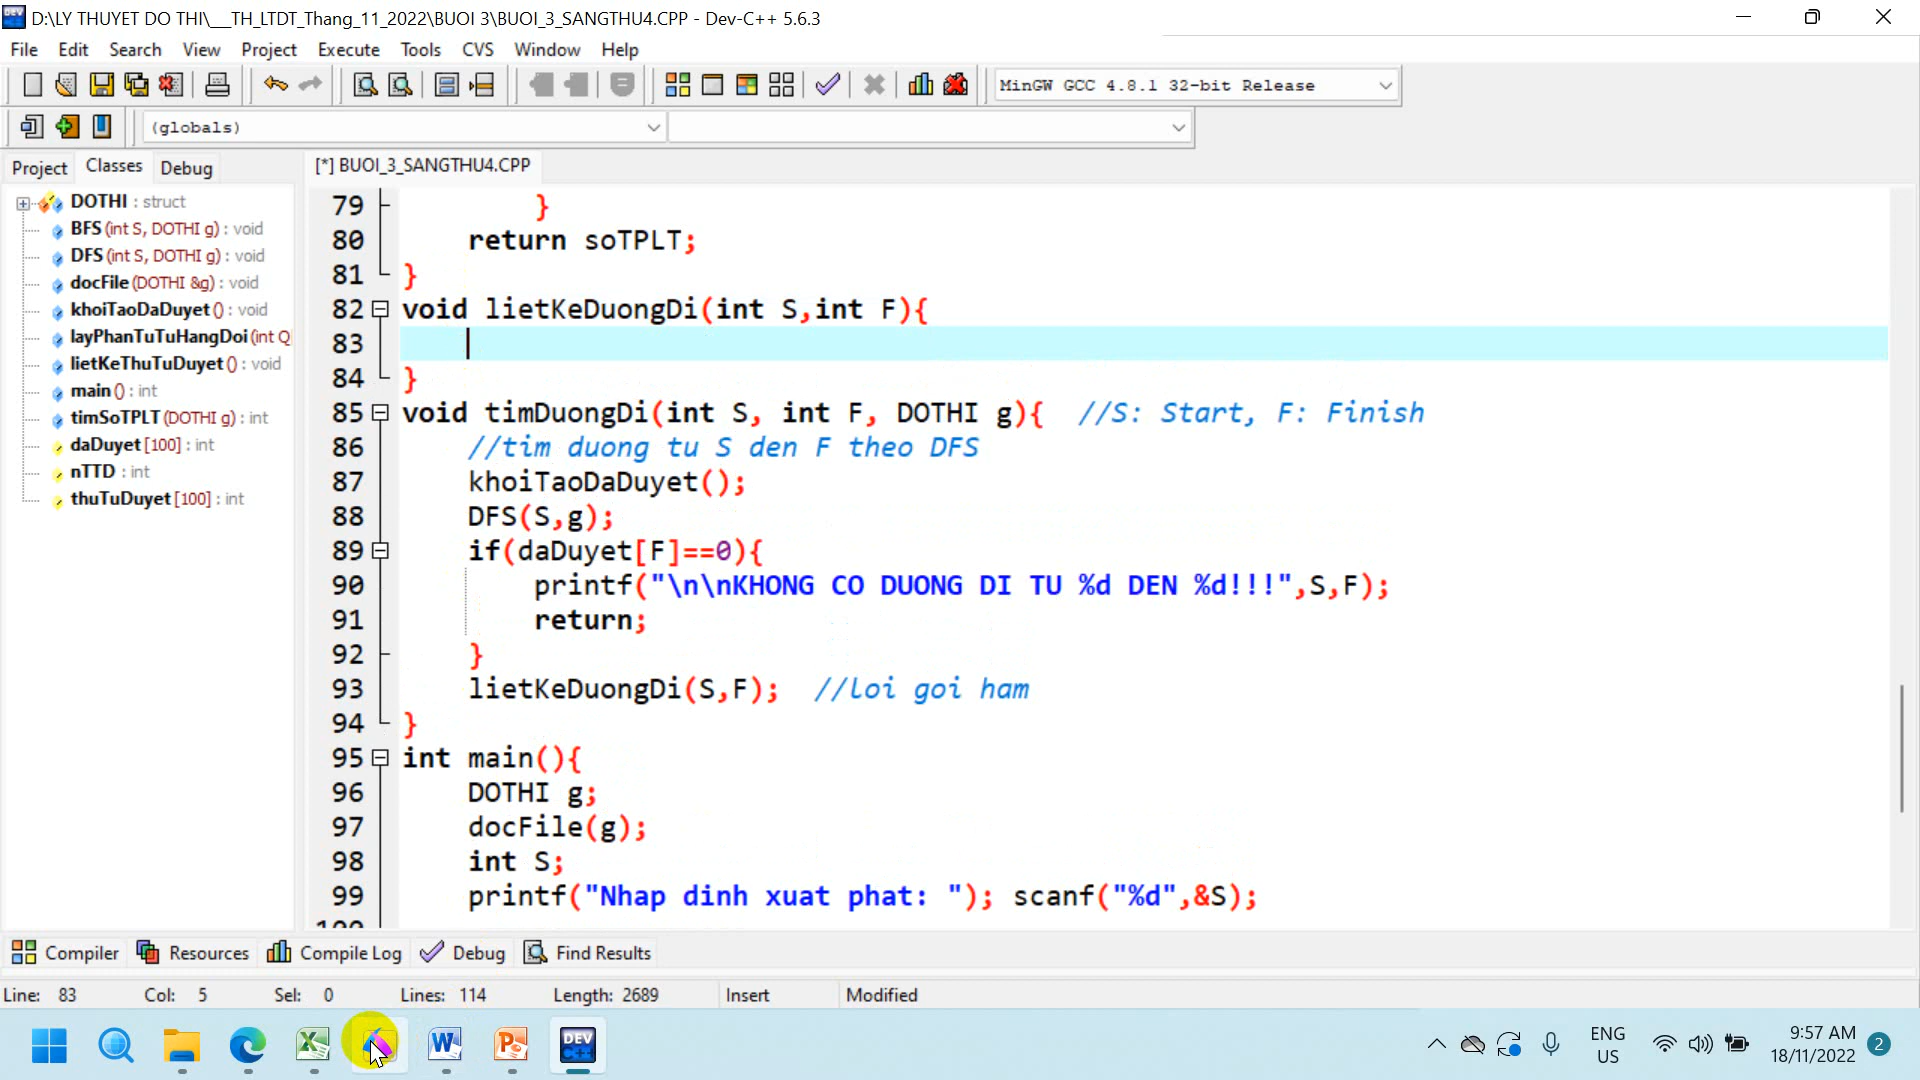 D:\LY THUYET DO THI\__TH_LTDT_Thang_11_2022\BUOI 3\BUOI_3_SANGTHU4.CPP - Dev-C++ 5.6.3
File Edit Search View Project Execute Tools CVS Window Help
MinGW GCC 4.8.1 32-bit Release
(globals)
Project Classes Debug
[*] BUOI_3_SANGTHU4.CPP
DOTHI : struct
BFS (int S, DOTHI g) : void
DFS (int S, DOTHI g) : void
docFile (DOTHI &g) : void
khoiTaoDaDuyet () : void
layPhanTuTuHangDoi (int Q
lietKeThuTuDuyet () : void
main () : int
timSoTPLT (DOTHI g) : int
daDuyet [100] : int
nTTD : int
thuTuDuyet [100] : int
79 }
80 return soTPLT;
81 }
82 void lietKeDuongDi(int S,int F){
83
84 }
85 void timDuongDi(int S, int F, DOTHI g){ //S: Start, F: Finish
86 //tim duong tu S den F theo DFS
87 khoiTaoDaDuyet();
88 DFS(S,g);
89 if(daDuyet[F]==0){
90 printf("\n\nKHONG CO DUONG DI TU %d DEN %d!!!",S,F);
91 return;
92 }
93 lietKeDuongDi(S,F); //loi goi ham
94 }
95 int main(){
96 DOTHI g;
97 docFile(g);
98 int S;
99 printf("Nhap dinh xuat phat: "); scanf("%d",&S);
100
Compiler Resources Compile Log Debug Find Results
Line: 83 Col: 5 Sel: 0 Lines: 114 Length: 2689 Insert Modified
DEV C++
ENG
US
9:57 AM
18/11/2022
2